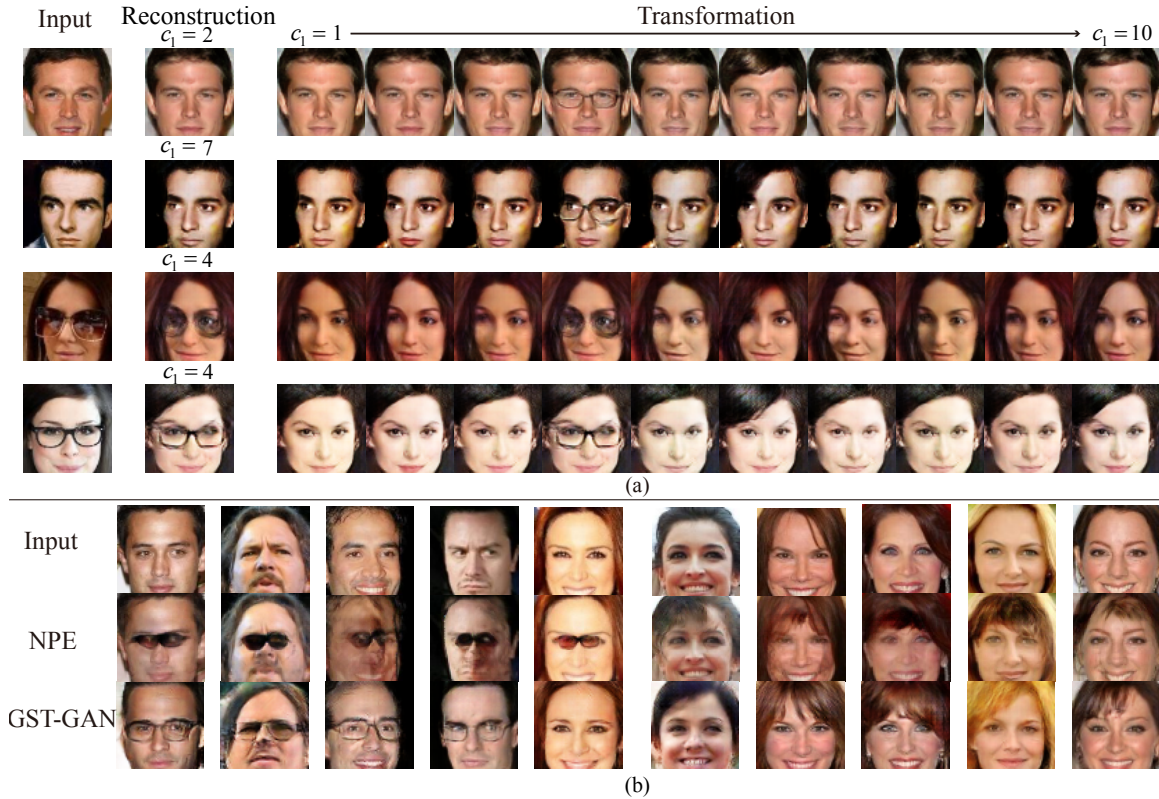 Input Reconstruction Transformation
c₁ = 2 c₁ = 1 c₁ = 10
c₁ = 7
c₁ = 4
c₁ = 4
(a)
Input
NPE
GST-GAN
(b)